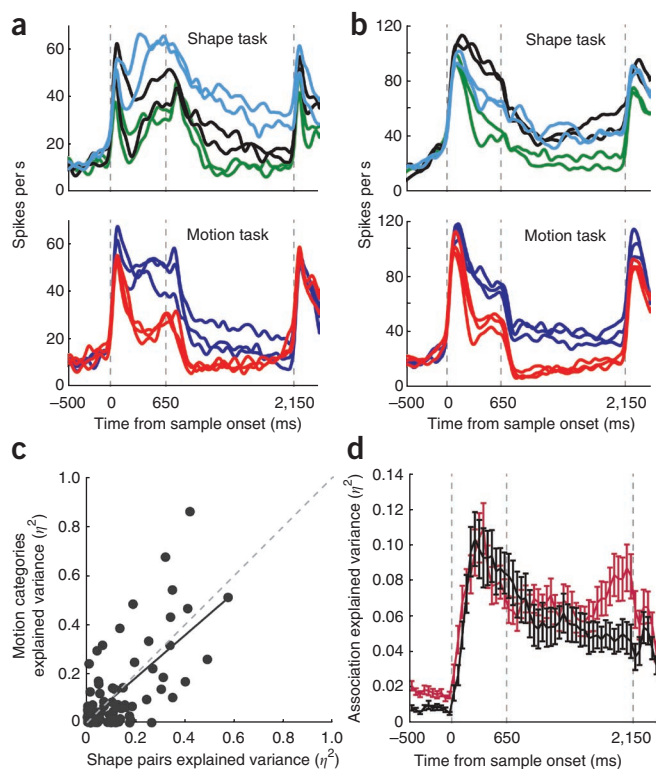 a
b
Shape task
Shape task
60
40
20
0
120
80
40
0
Spikes per s
Motion task
Motion task
60
40
20
0
120
80
40
0
–500 0 650 2,150
–500 0 650 2,150
Time from sample onset (ms)
Time from sample onset (ms)
c
d
Motion categories
explained variance (η²)
1.0
0.8
0.6
0.4
0.2
0
0 0.2 0.4 0.6 0.8 1.0
Shape pairs explained variance (η²)
Association explained variance (η²)
0.14
0.12
0.10
0.08
0.06
0.04
0.02
0
–500 0 650 2,150
Time from sample onset (ms)